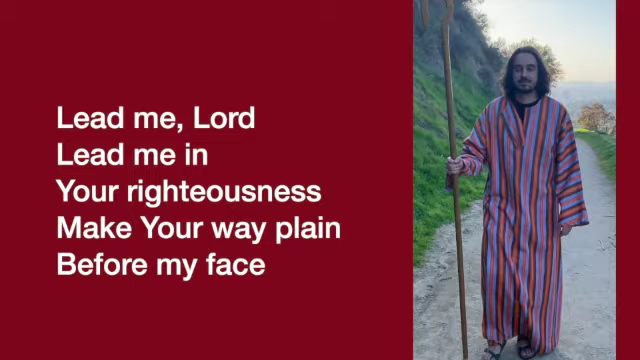 Lead me, Lord
Lead me in
Your righteousness
Make Your way plain
Before my face